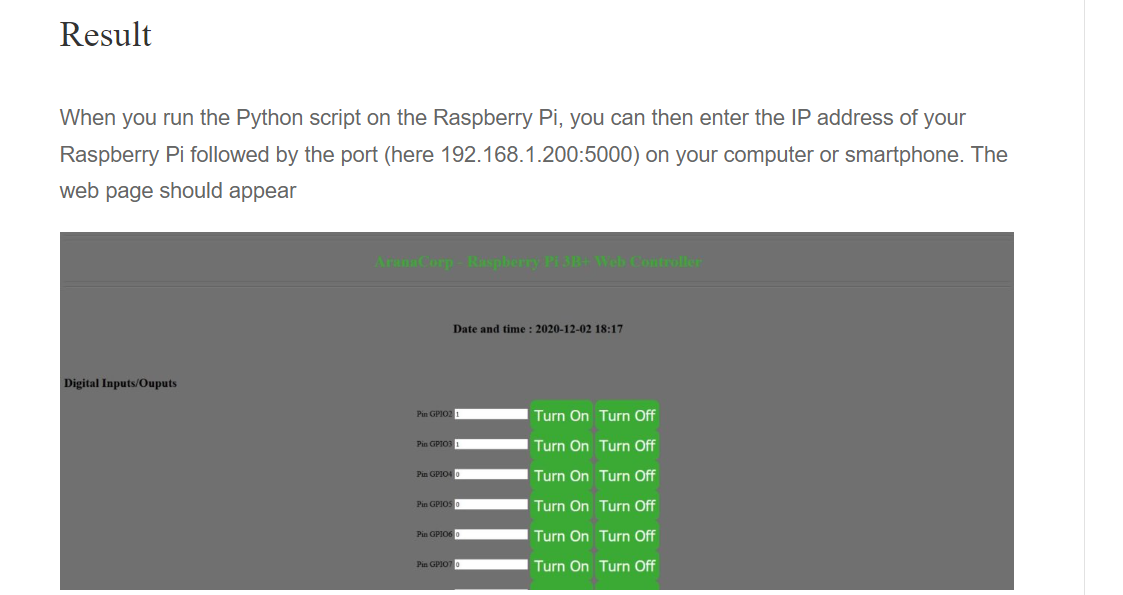 Result
When you run the Python script on the Raspberry Pi, you can then enter the IP address of your
Raspberry Pi followed by the port (here 192.168.1.200:5000) on your computer or smartphone. The
web page should appear
AranaCorp - Raspberry Pi 3B+ Web Controller
Date and time : 2020-12-02 18:17
Digital Inputs/Ouputs
Pin GPIO2 1 Turn On Turn Off
Pin GPIO3 1 Turn On Turn Off
Pin GPIO4 0 Turn On Turn Off
Pin GPIO5 0 Turn On Turn Off
Pin GPIO6 0 Turn On Turn Off
Pin GPIO7 0 Turn On Turn Off